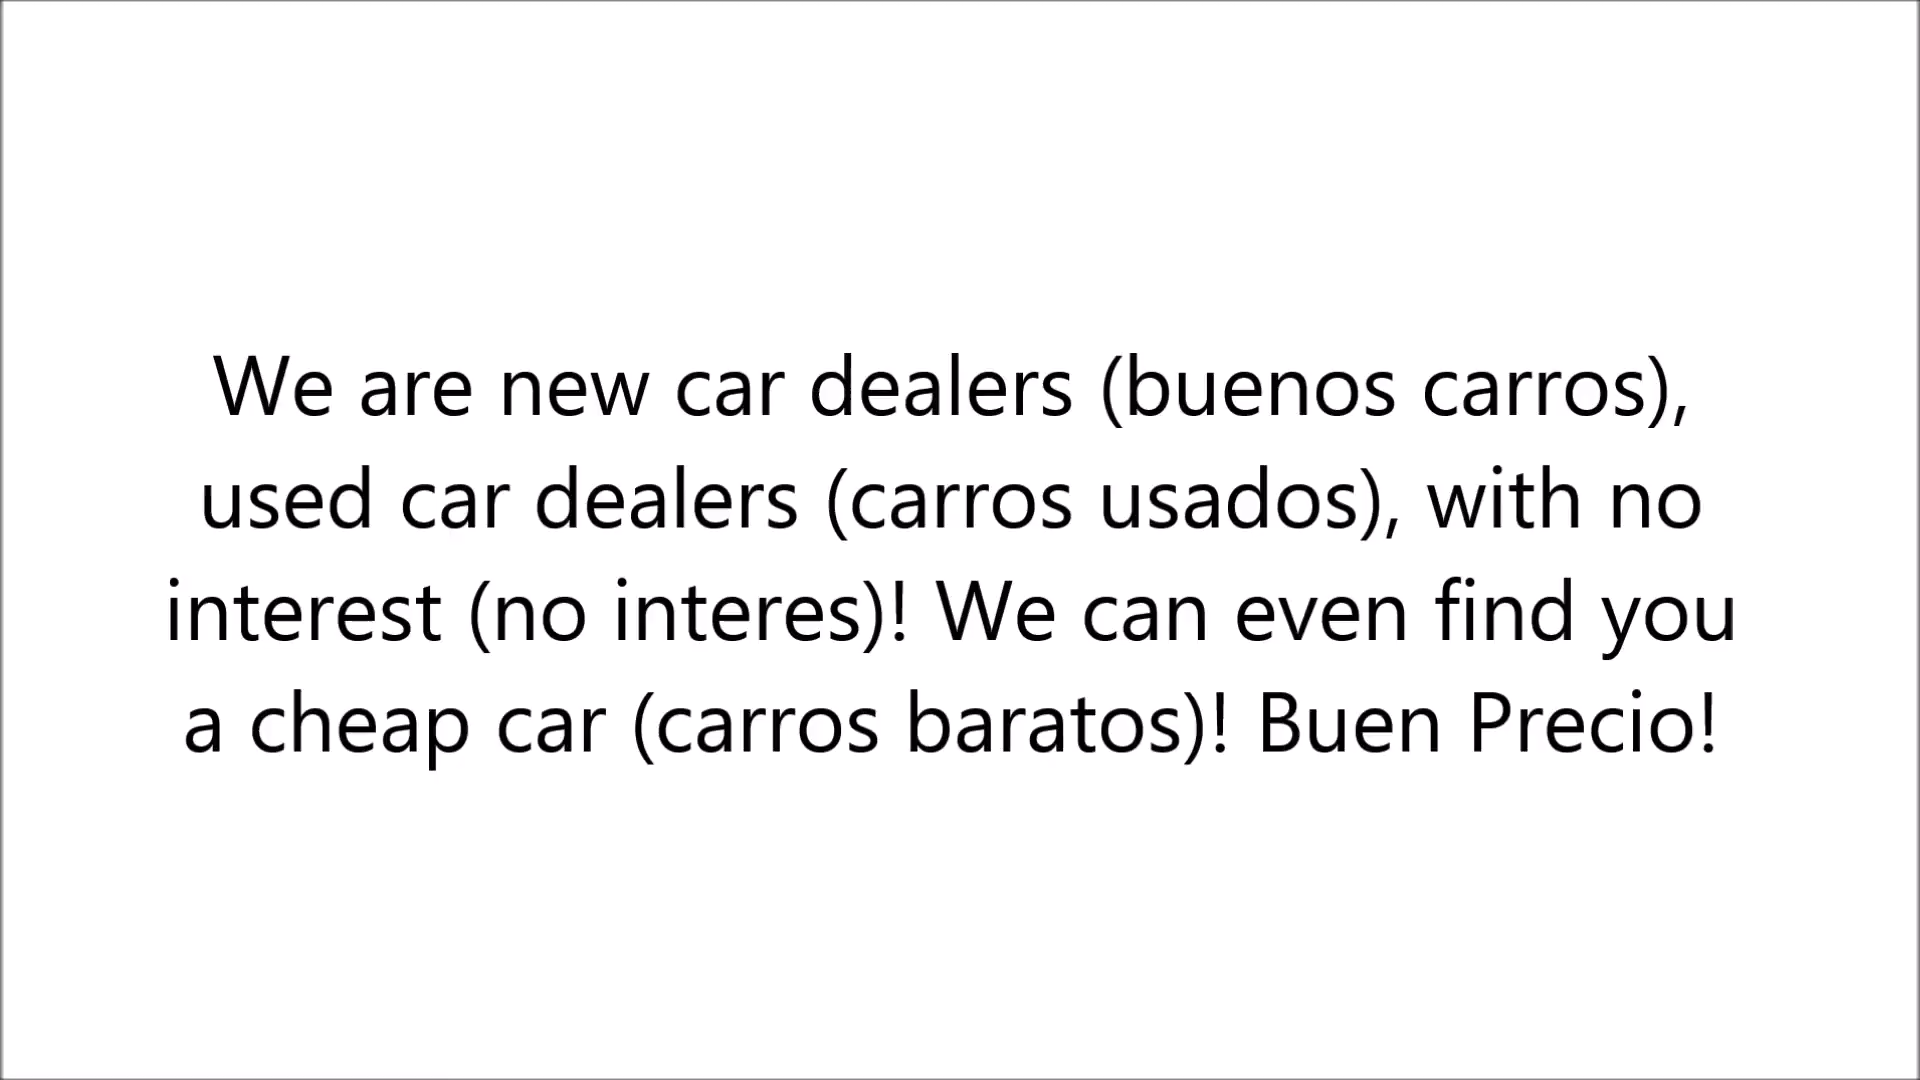 We are new car dealers (buenos carros),
used car dealers (carros usados), with no
interest (no interes)! We can even find you
a cheap car (carros baratos)! Buen Precio!